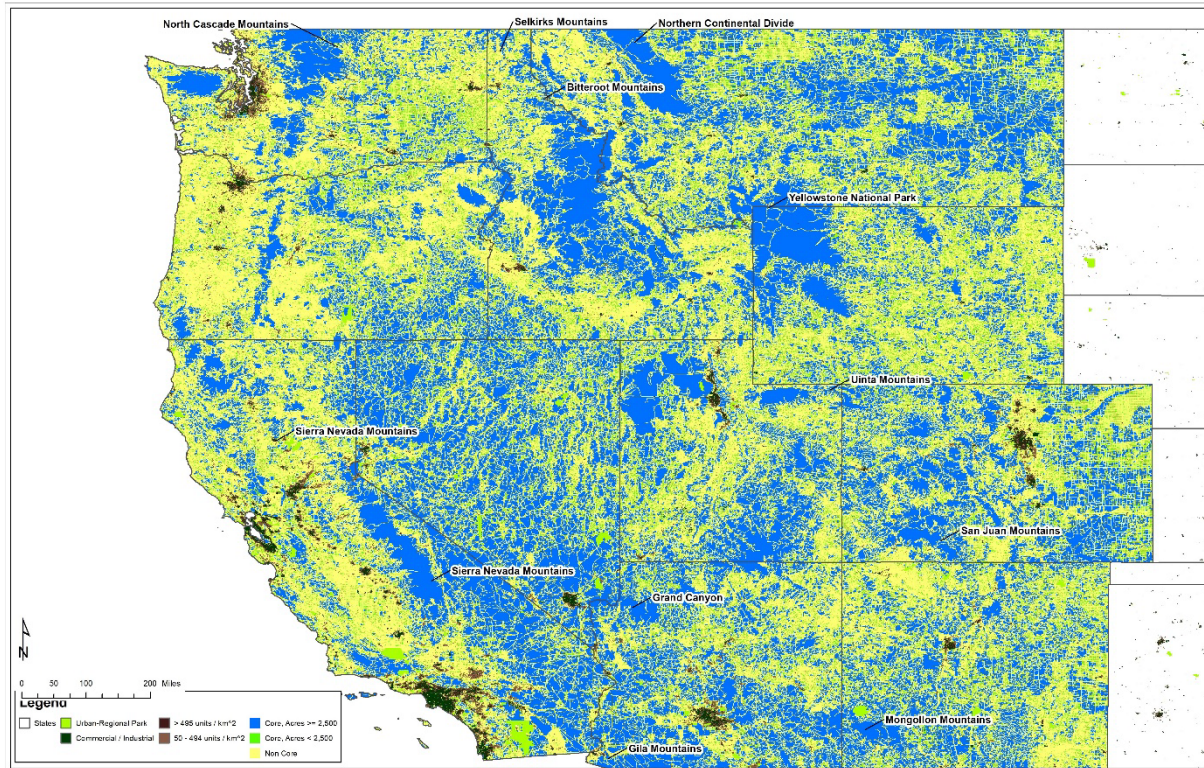 North Cascade Mountains
Selkirks Mountains
Northern Continental Divide
Bitteroot Mountains
Yellowstone National Park
Uinta Mountains
Sierra Nevada Mountains
San Juan Mountains
Sierra Nevada Mountains
Grand Canyon
Mongollon Mountains
Gila Mountains
N
0 50 100 200 Miles
Legend
States Urban-Regional Park > 495 units / km^2 Core, Acres >= 2,500
Commercial / Industrial 50 - 494 units / km^2 Core, Acres < 2,500
Non Core